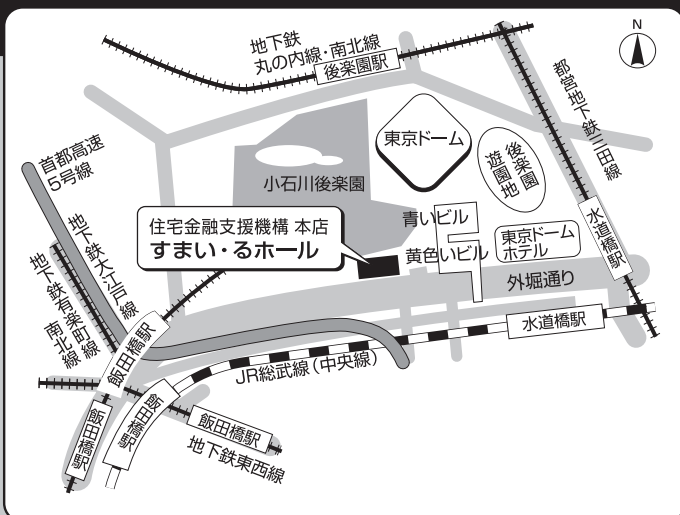 N
地下鉄
丸の内線・南北線
後楽園駅
都営地下鉄三田線
首都高速
5号線
東京ドーム
後楽園
遊園地
小石川後楽園
地下鉄大江戸線
地下鉄有楽町線
南北線
住宅金融支援機構 本店
すまい・るホール
青いビル
黄色いビル
東京ドーム
ホテル
水道橋駅
外堀通り
水道橋駅
飯田橋駅
JR総武線(中央線)
飯田橋駅
飯田橋駅
飯田橋駅
地下鉄東西線